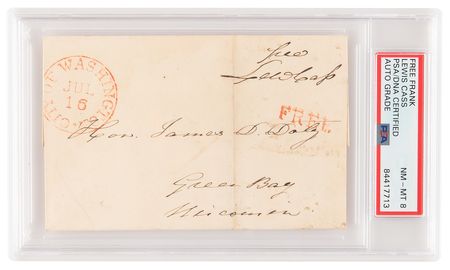 CITY OF WASHINGTON
JUL
16
Free
Lew Cass
FREE
Hon. James D. Doty
Green Bay
Wisconsin
FREE FRANK
LEWIS CASS
PSA/DNA CERTIFIED
AUTO GRADE
PSA
NM - MT 8
84417713